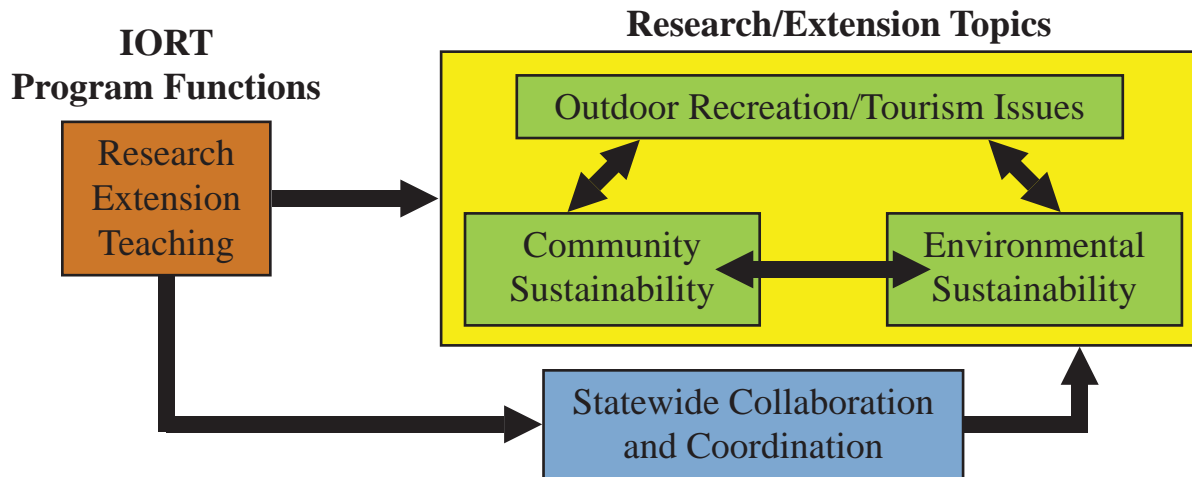 IORT
Program Functions
Research
Extension
Teaching
Research/Extension Topics
Outdoor Recreation/Tourism Issues
Community
Sustainability
Environmental
Sustainability
Statewide Collaboration
and Coordination